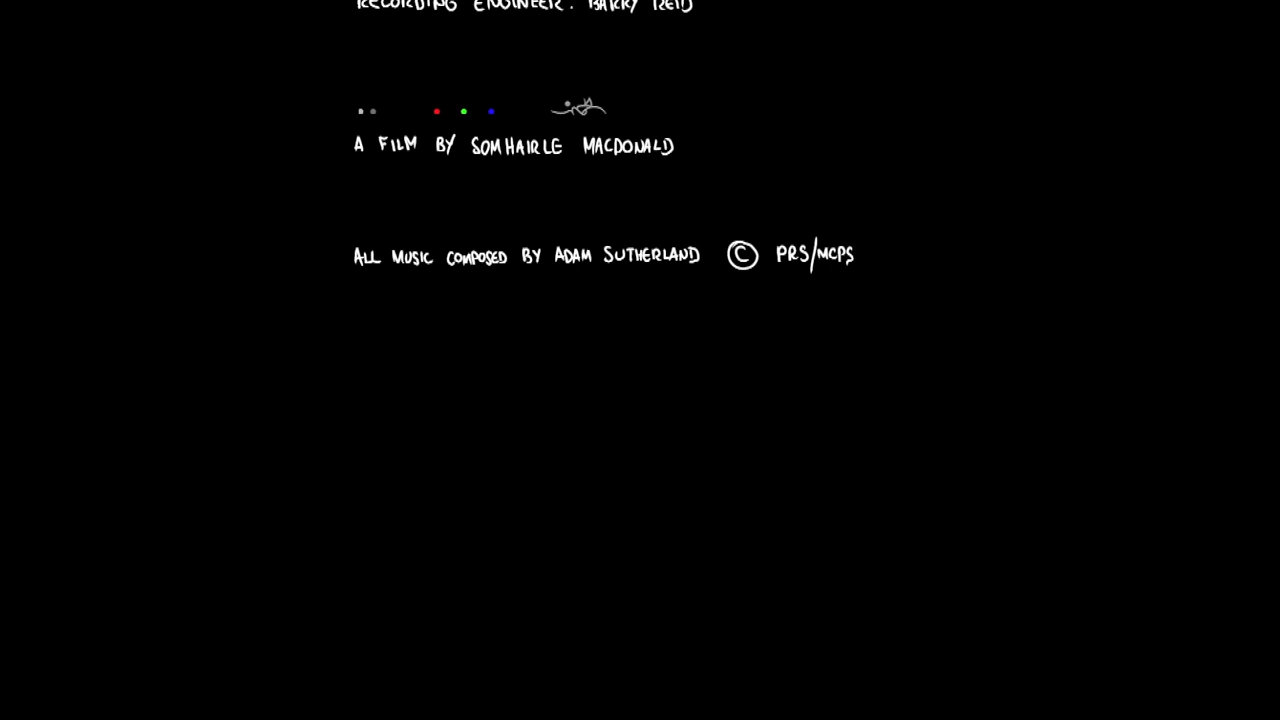 RECORDING ENGINEER: BARRY REID
A FILM BY SOMHAIRLE MACDONALD
ALL MUSIC COMPOSED BY ADAM SUTHERLAND © PRS/MCPS